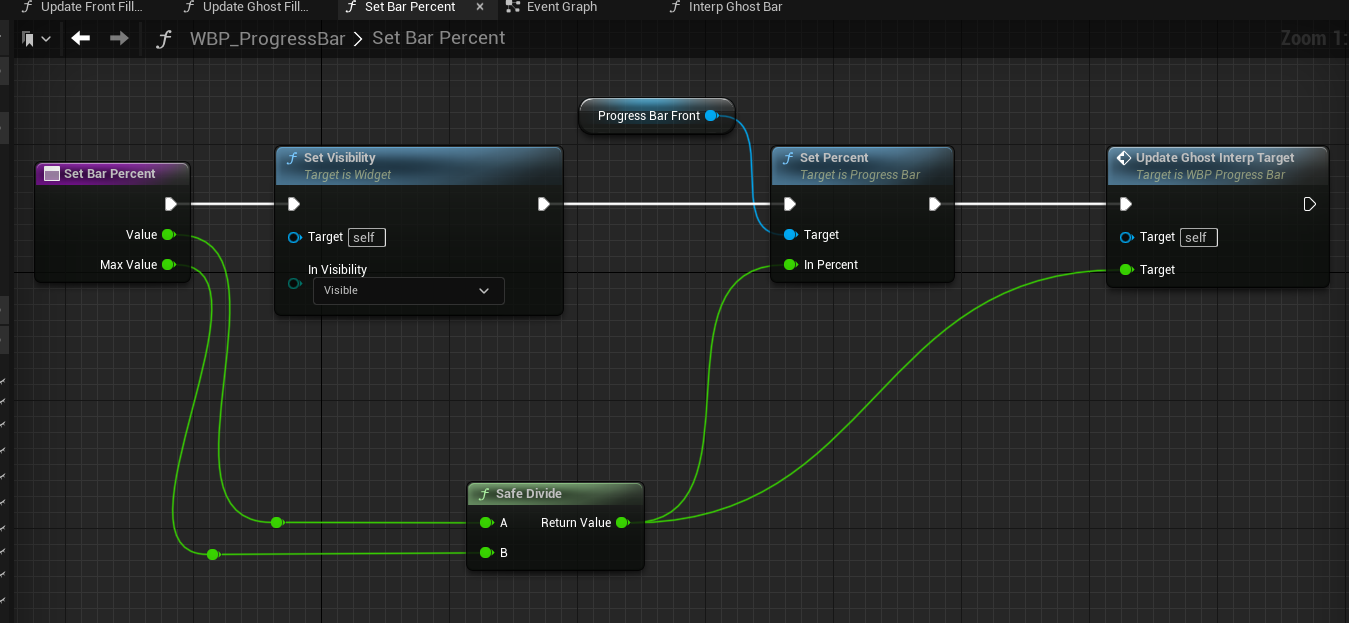 Update Front Fill...
Update Ghost Fill...
Set Bar Percent
Event Graph
Interp Ghost Bar
WBP_ProgressBar > Set Bar Percent
Zoom 1:
Progress Bar Front
Set Bar Percent
Value
Max Value
Set Visibility
Target is Widget
Target self
In Visibility
Visible
Set Percent
Target is Progress Bar
Target
In Percent
Update Ghost Interp Target
Target is WBP Progress Bar
Target self
Target
Safe Divide
A Return Value
B